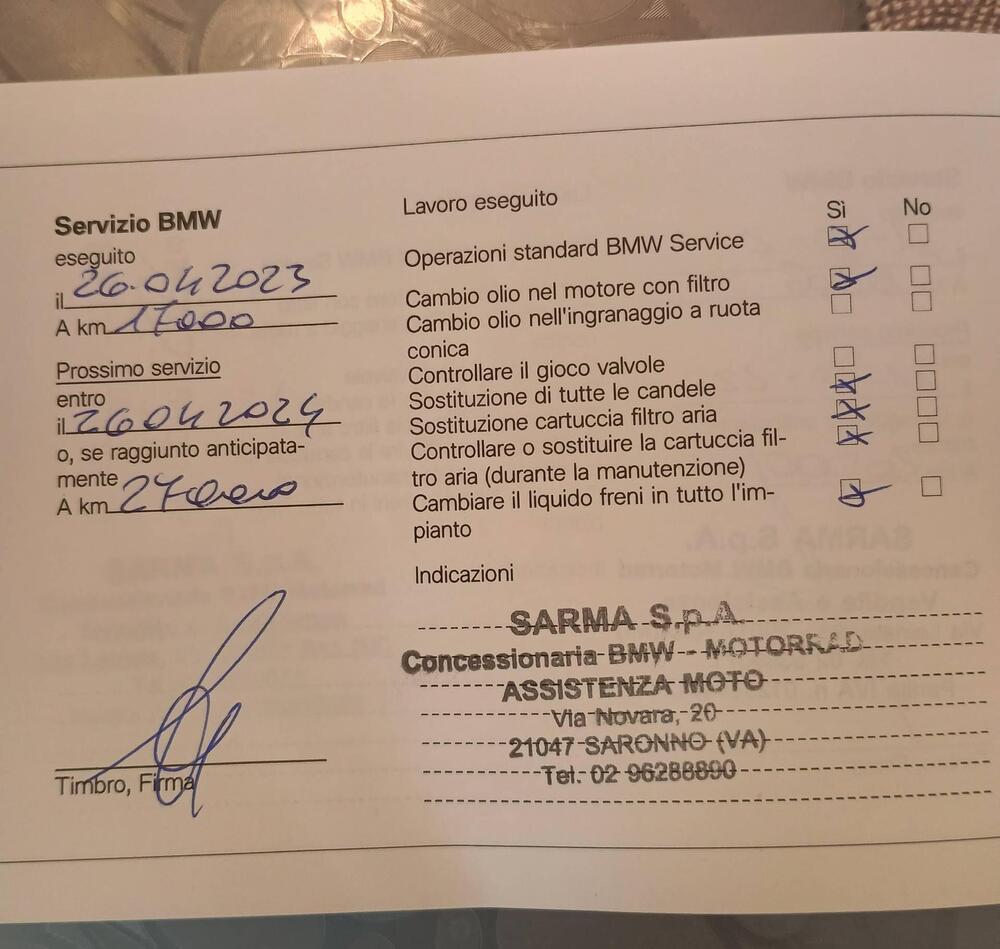 Servizio BMW
eseguito
il 26.04 2023
A km 17000
Prossimo servizio
entro
il 26 04 2024
o, se raggiunto anticipata-
mente
A km 27000
Timbro, Firma
Lavoro eseguito
Sì No
Operazioni standard BMW Service
Cambio olio nel motore con filtro
Cambio olio nell'ingranaggio a ruota
conica
Controllare il gioco valvole
Sostituzione di tutte le candele
Sostituzione cartuccia filtro aria
Controllare o sostituire la cartuccia fil-
tro aria (durante la manutenzione)
Cambiare il liquido freni in tutto l'im-
pianto
Indicazioni
SARMA S.p.A.
Concessionaria BMW - MOTORRAD
ASSISTENZA MOTO
Via Novara, 20
21047 SARONNO (VA)
Tel. 02 96286890